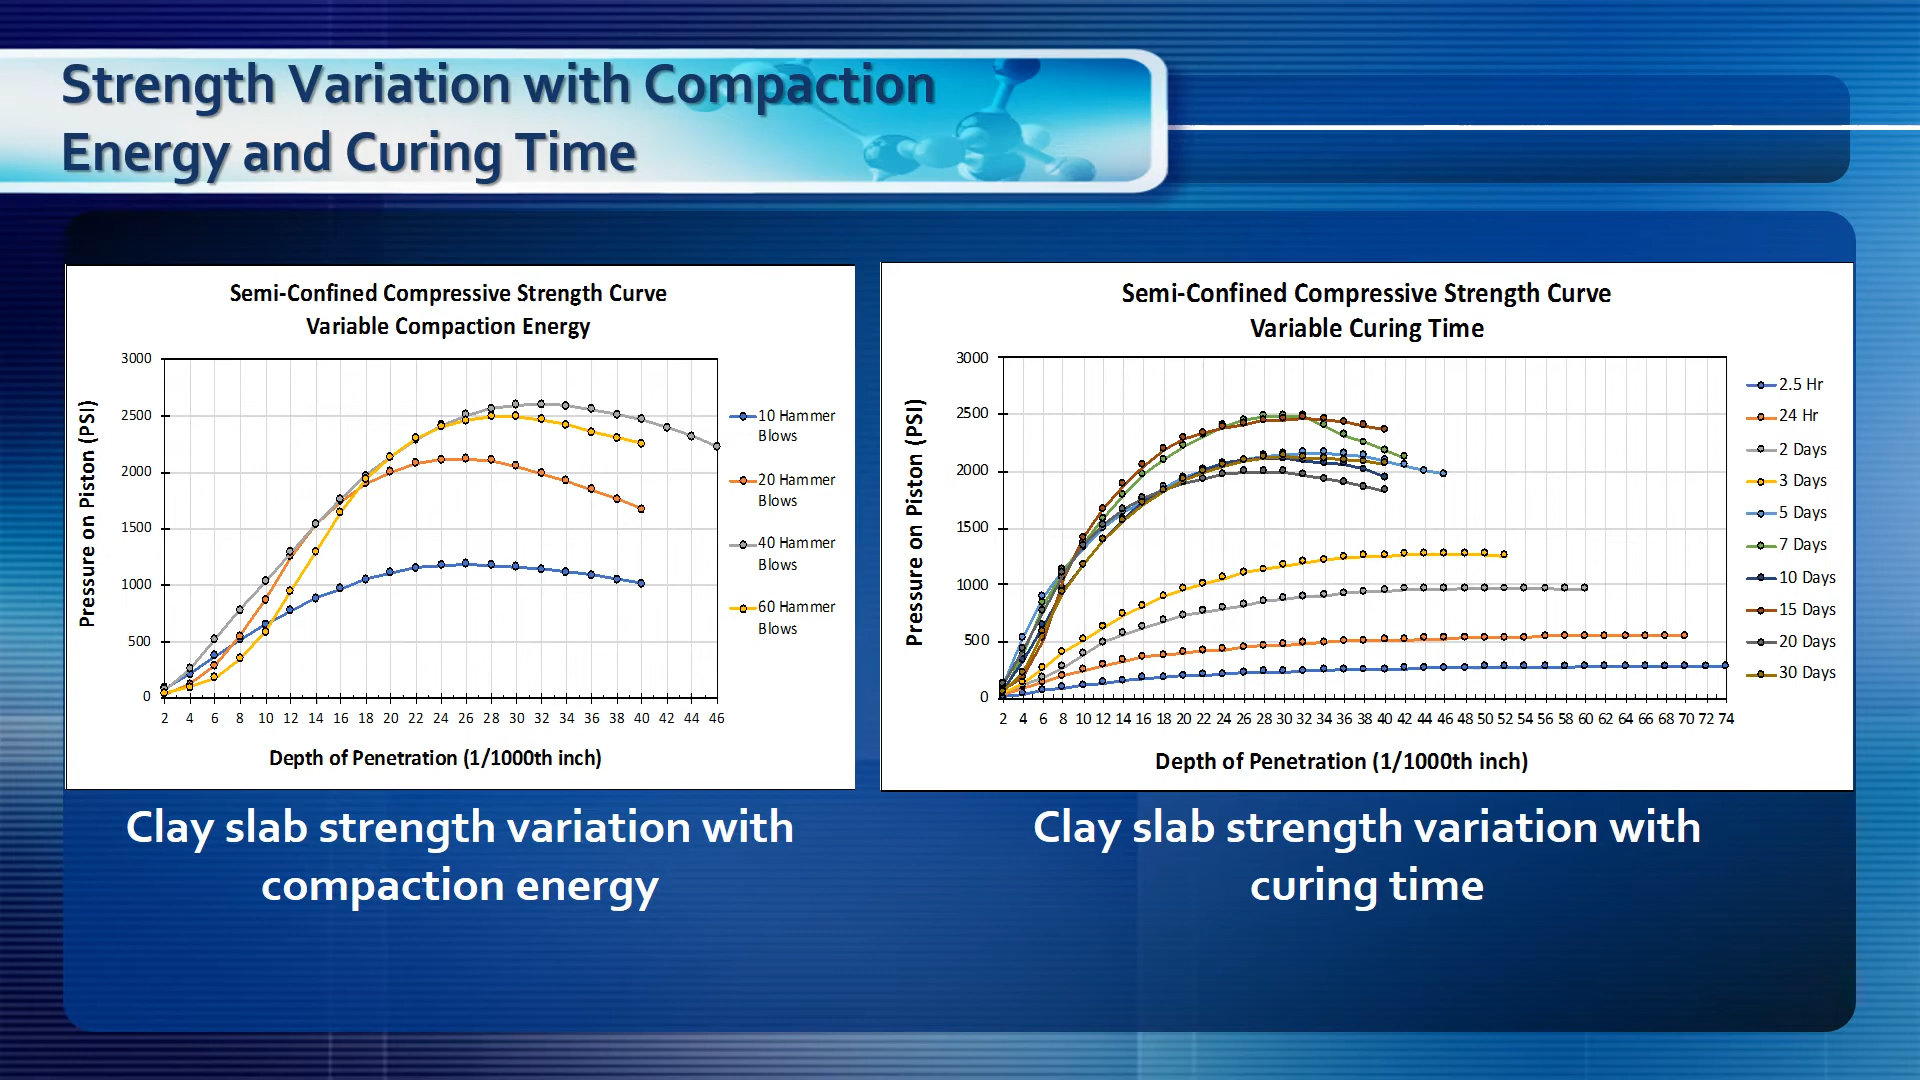 Strength Variation with Compaction
Energy and Curing Time
Semi-Confined Compressive Strength Curve
Variable Compaction Energy
Pressure on Piston (PSI)
3000
2500
2000
1500
1000
500
0
2 4 6 8 10 12 14 16 18 20 22 24 26 28 30 32 34 36 38 40 42 44 46
Depth of Penetration (1/1000th inch)
10 Hammer
Blows
20 Hammer
Blows
40 Hammer
Blows
60 Hammer
Blows
Semi-Confined Compressive Strength Curve
Variable Curing Time
Pressure on Piston (PSI)
3000
2500
2000
1500
1000
500
0
2 4 6 8 10 12 14 16 18 20 22 24 26 28 30 32 34 36 38 40 42 44 46 48 50 52 54 56 58 60 62 64 66 68 70 72 74
Depth of Penetration (1/1000th inch)
2.5 Hr
24 Hr
2 Days
3 Days
5 Days
7 Days
10 Days
15 Days
20 Days
30 Days
Clay slab strength variation with
compaction energy
Clay slab strength variation with
curing time